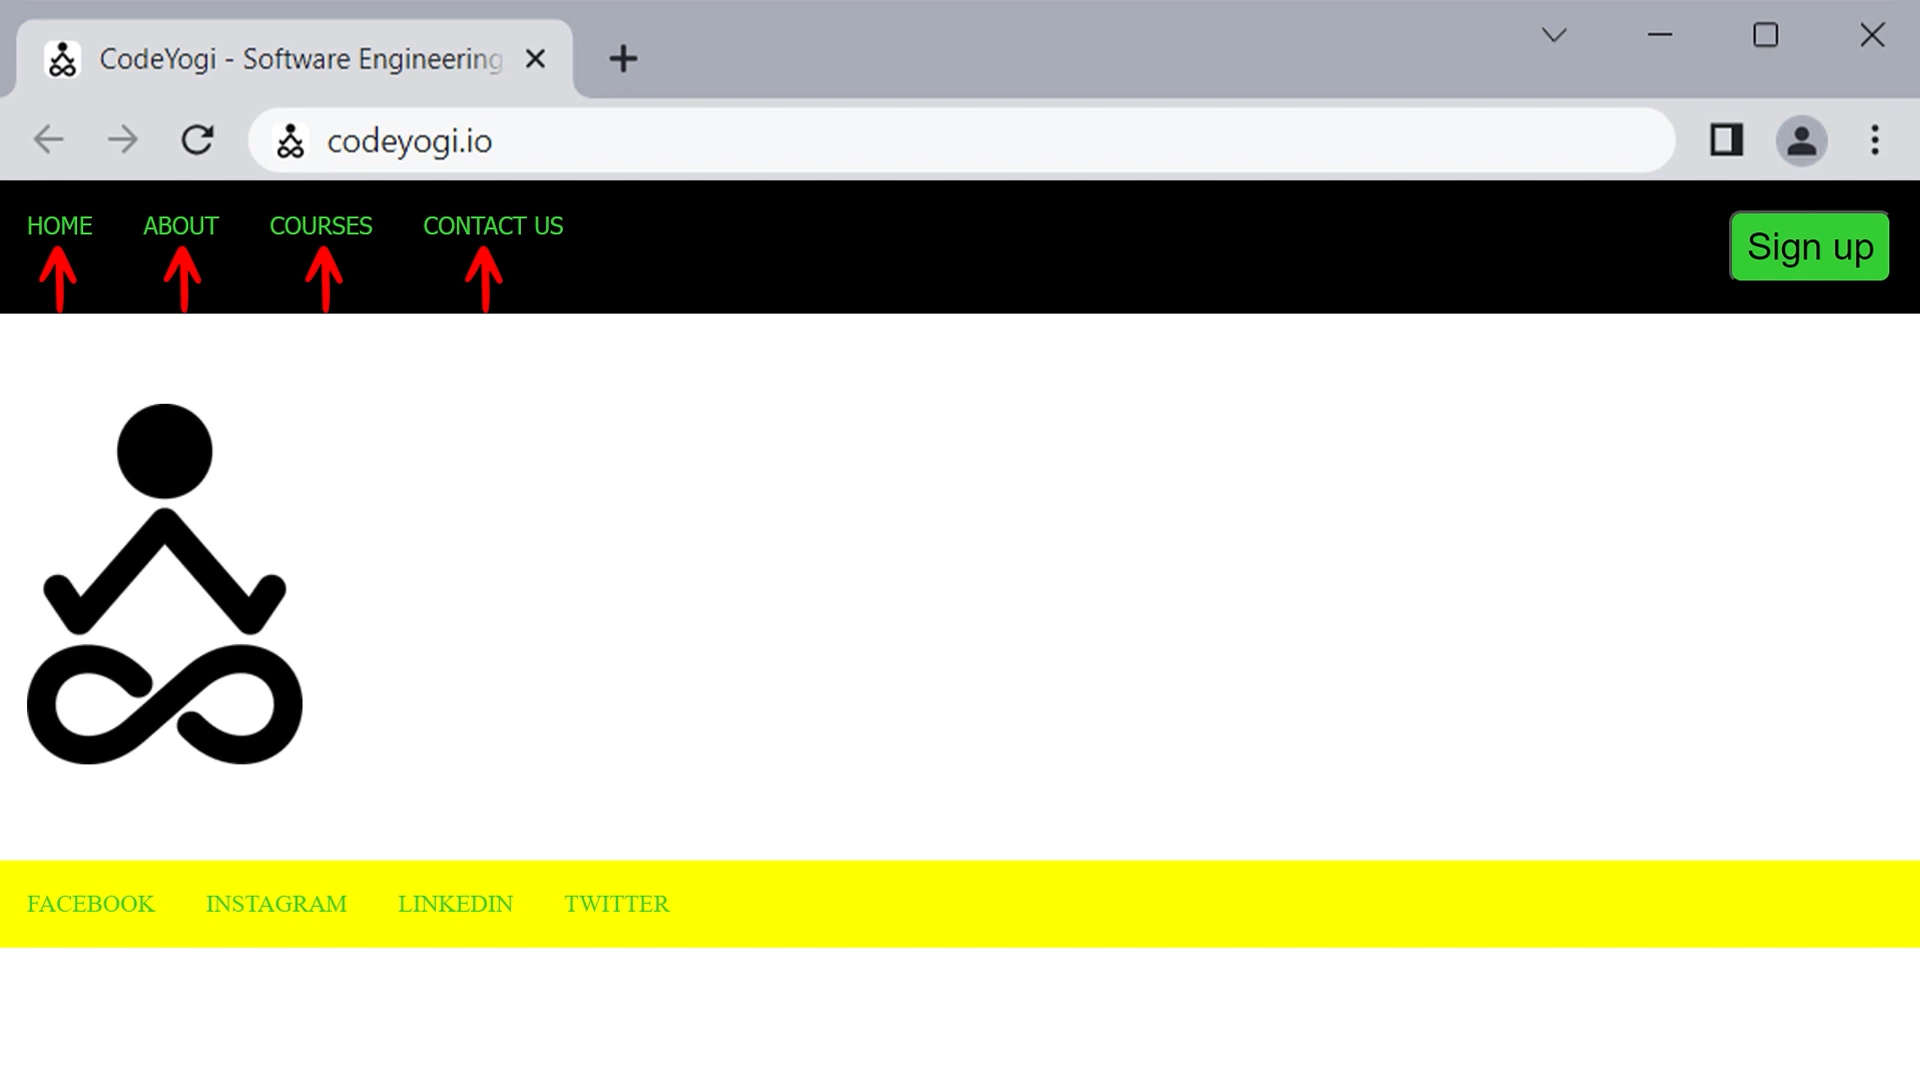 CodeYogi - Software Engineering
codeyogi.io
HOME ABOUT COURSES CONTACT US
Sign up
FACEBOOK INSTAGRAM LINKEDIN TWITTER